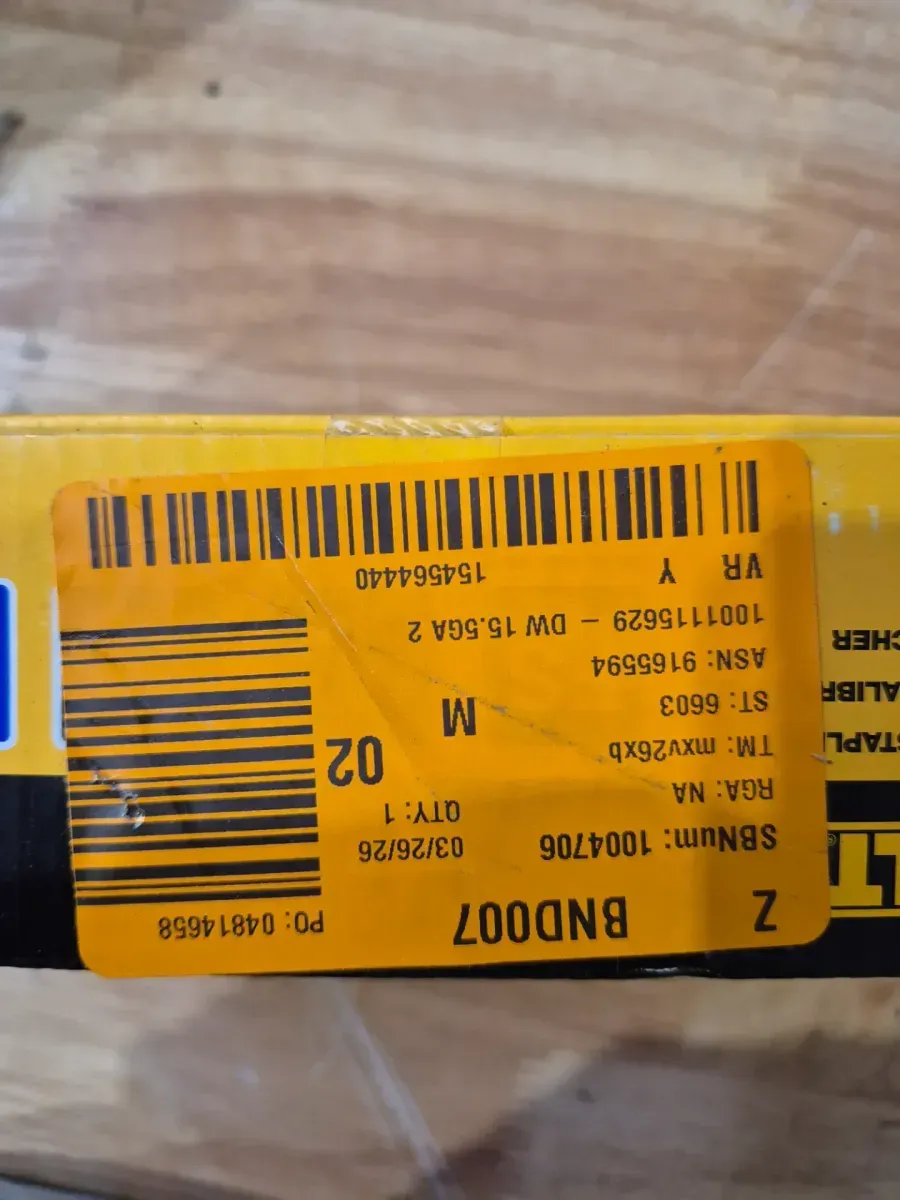 Z BND007 PO: 04814658
SBNum: 1004706 03/26/26
RGA: NA QTY: 1
TM: mxv26xb 02
ST: 6603 M
ASN: 9165594
1001115629 - DW 15.5GA 2
VR Y 154564440
LT®
STAPL
ALIBR
CHER